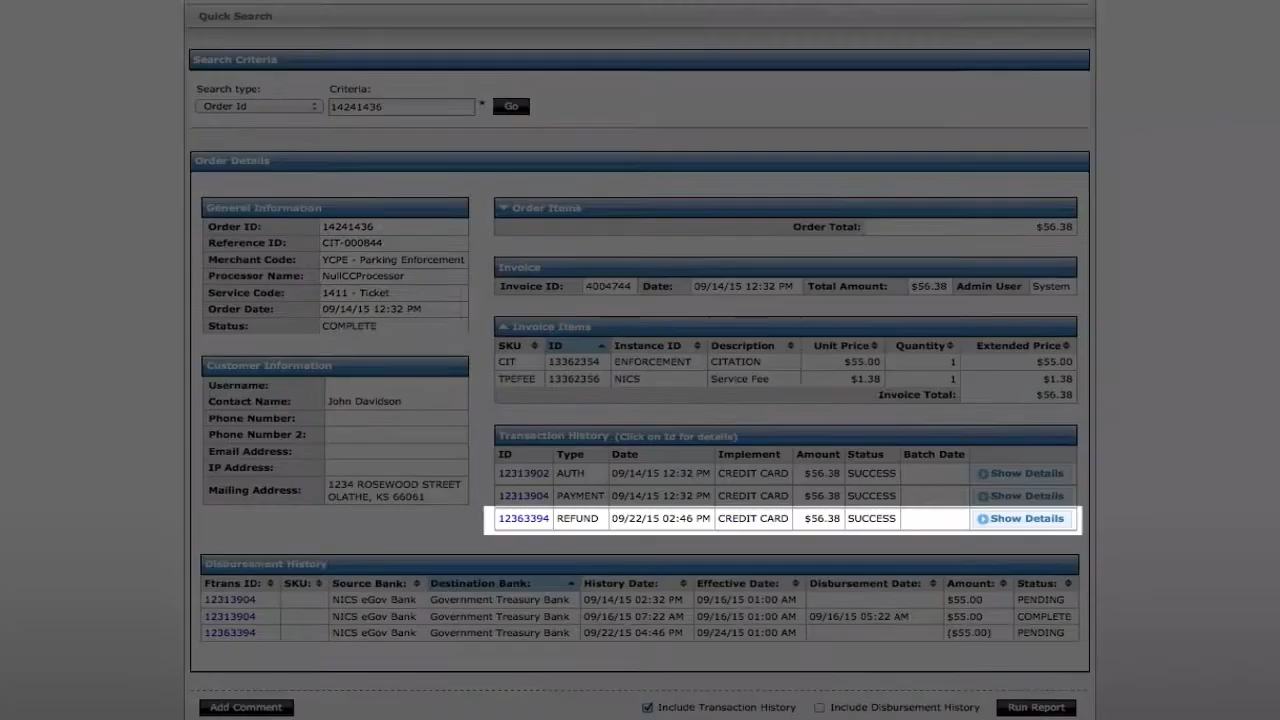 Quick Search
Search Criteria
Search type: Criteria:
Order Id 14241436 * Go
Order Details
General Information
Order ID: 14241436
Reference ID: CIT-000844
Merchant Code: YCPE - Parking Enforcement
Processor Name: NullCCProcessor
Service Code: 1411 - Ticket
Order Date: 09/14/15 12:32 PM
Status: COMPLETE
Customer Information
Username:
Contact Name: John Davidson
Phone Number:
Phone Number 2:
Email Address:
IP Address:
Mailing Address: 1234 ROSEWOOD STREET
OLATHE, KS 66061
Order Items
Order Total: $56.38
Invoice
Invoice ID: 4004744 Date: 09/14/15 12:32 PM Total Amount: $56.38 Admin User System
Invoice Items
SKU ID Instance ID Description Unit Price Quantity Extended Price
CIT 13362354 ENFORCEMENT CITATION $55.00 1 $55.00
TPEFEE 13362356 NICS Service Fee $1.38 1 $1.38
Invoice Total: $56.38
Transaction History (Click on Id for details)
ID Type Date Implement Amount Status Batch Date
12313902 AUTH 09/14/15 12:32 PM CREDIT CARD $56.38 SUCCESS Show Details
12313904 PAYMENT 09/14/15 12:32 PM CREDIT CARD $56.38 SUCCESS Show Details
12363394 REFUND 09/22/15 02:46 PM CREDIT CARD $56.38 SUCCESS Show Details
Disbursement History
Ftrans ID: SKU: Source Bank: Destination Bank: History Date: Effective Date: Disbursement Date: Amount: Status:
12313904 NICS eGov Bank Government Treasury Bank 09/14/15 02:32 PM 09/16/15 01:00 AM $55.00 PENDING
12313904 NICS eGov Bank Government Treasury Bank 09/16/15 07:22 AM 09/16/15 01:00 AM 09/16/15 05:22 AM $55.00 COMPLETE
12363394 NICS eGov Bank Government Treasury Bank 09/22/15 04:46 PM 09/24/15 01:00 AM ($55.00) PENDING
Add Comment Include Transaction History Include Disbursement History Run Report